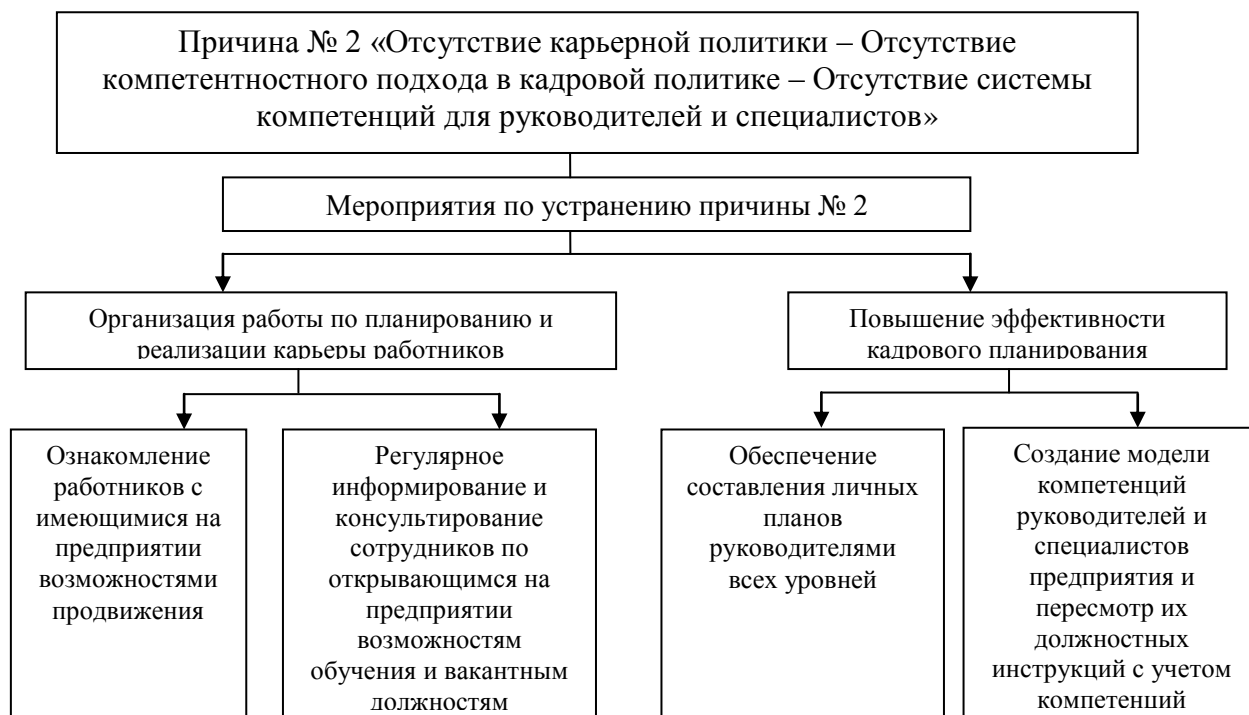 Причина № 2 «Отсутствие карьерной политики – Отсутствие
компетентностного подхода в кадровой политике – Отсутствие системы
компетенций для руководителей и специалистов»
Мероприятия по устранению причины № 2
Организация работы по планированию и
реализации карьеры работников
Повышение эффективности
кадрового планирования
Ознакомление
работников с
имеющимися на
предприятии
возможностями
продвижения
Регулярное
информирование и
консультирование
сотрудников по
открывающимся на
предприятии
возможностям
обучения и вакантным
должностям
Обеспечение
составления личных
планов
руководителями
всех уровней
Создание модели
компетенций
руководителей и
специалистов
предприятия и
пересмотр их
должностных
инструкций с учетом
компетенций